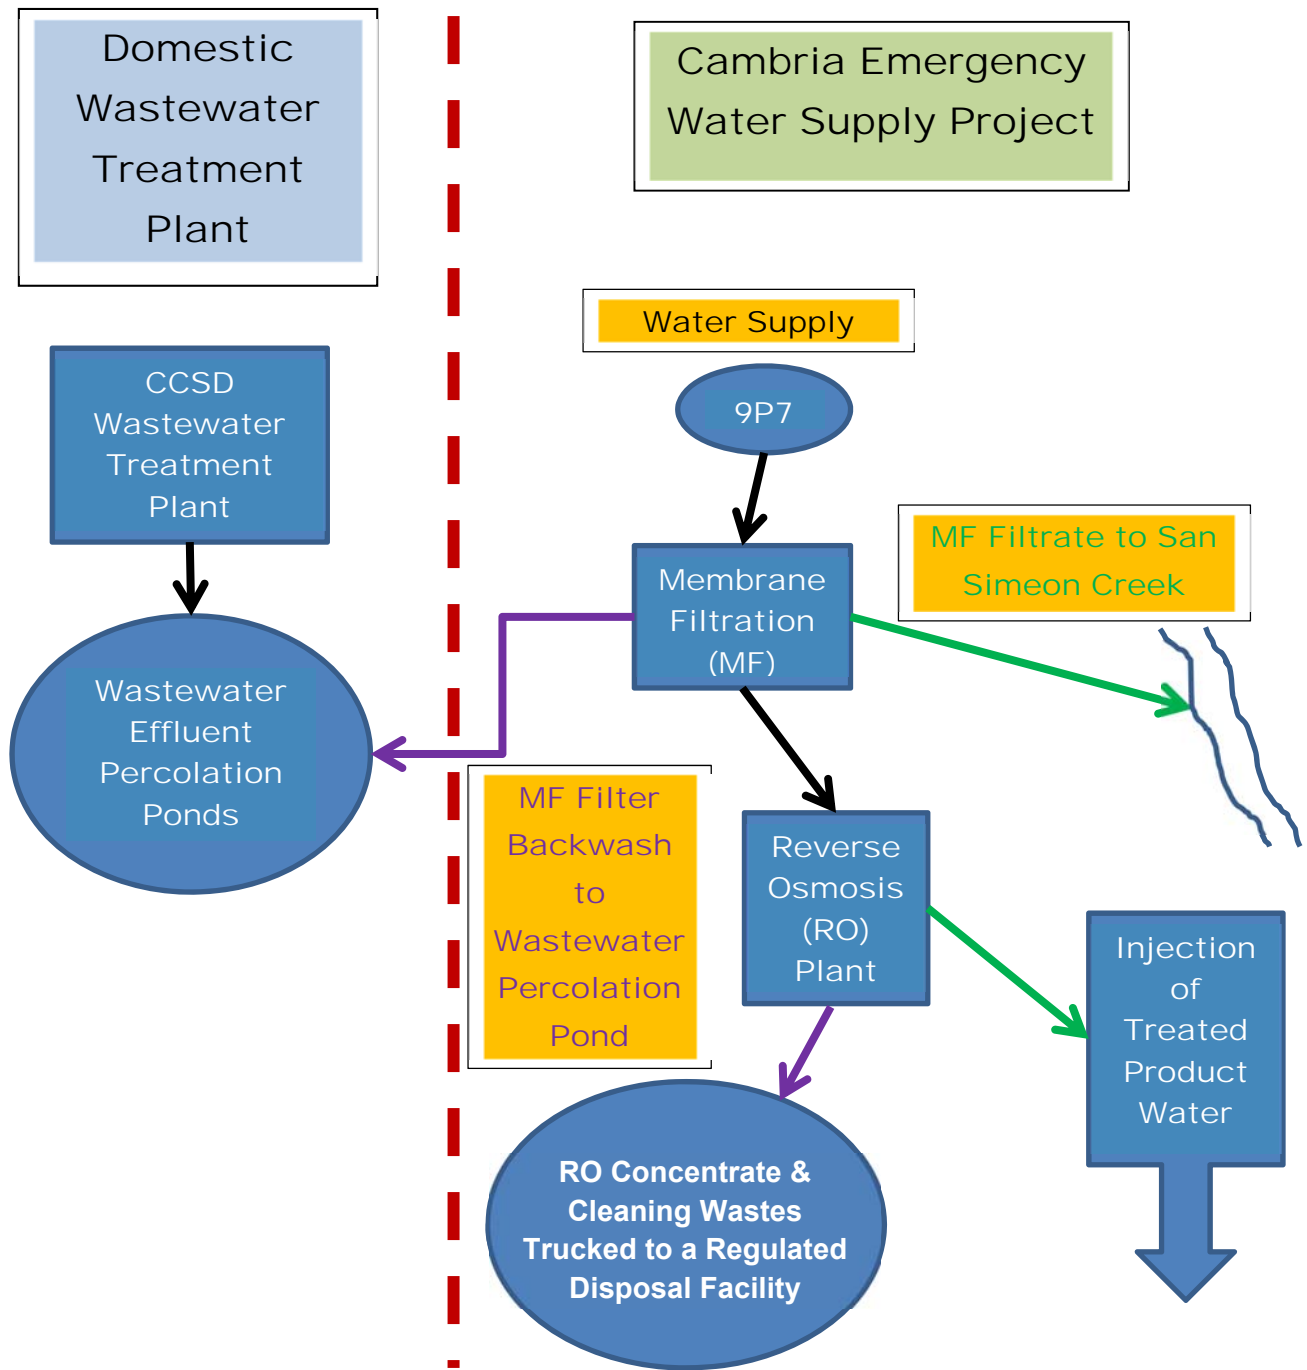 Domestic
Wastewater
Treatment
Plant
Cambria Emergency
Water Supply Project
Water Supply
9P7
CCSD
Wastewater
Treatment
Plant
MF Filtrate to San
Simeon Creek
Membrane
Filtration
(MF)
Wastewater
Effluent
Percolation
Ponds
MF Filter
Backwash
to
Wastewater
Percolation
Pond
Reverse
Osmosis
(RO)
Plant
Injection
of
Treated
Product
Water
RO Concentrate &
Cleaning Wastes
Trucked to a Regulated
Disposal Facility